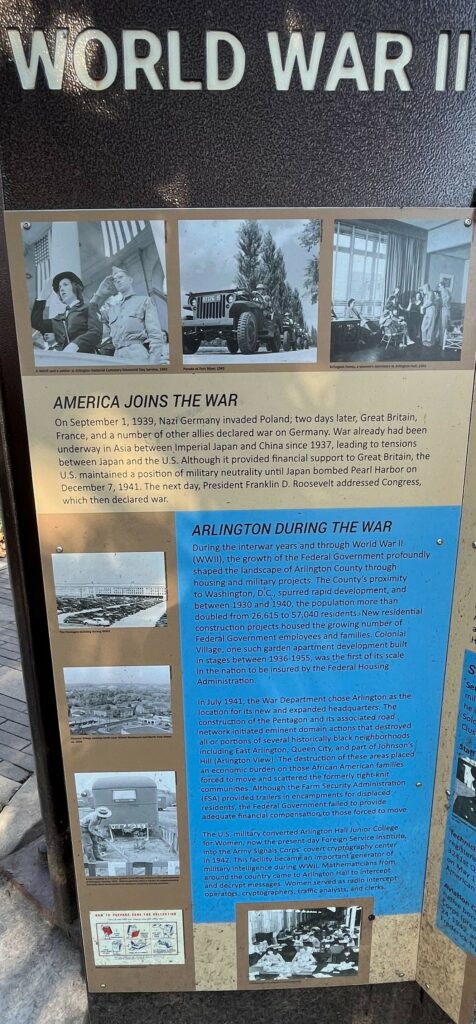 WORLD WAR II
Parade at Fort Myer, 1942
AMERICA JOINS THE WAR
On September 1, 1939, Nazi Germany invaded Poland; two days later, Great Britain,
France, and a number of other allies declared war on Germany. War already had been
underway in Asia between Imperial Japan and China since 1937, leading to tensions
between Japan and the U.S. Although it provided financial support to Great Britain, the
U.S. maintained a position of military neutrality until Japan bombed Pearl Harbor on
December 7, 1941. The next day, President Franklin D. Roosevelt addressed Congress,
which then declared war.
ARLINGTON DURING THE WAR
During the interwar years and through World War II
(WWII), the growth of the Federal Government profoundly
shaped the landscape of Arlington County through
housing and military projects. The County's proximity
to Washington, D.C., spurred rapid development, and
between 1930 and 1940, the population more than
doubled from 26,615 to 57,040 residents. New residential
construction projects housed the growing number of
Federal Government employees and families. Colonial
Village, one such garden apartment development built
in stages between 1936-1955, was the first of its scale
in the nation to be insured by the Federal Housing
Administration.
In July 1941, the War Department chose Arlington as the
location for its new and expanded headquarters. The
construction of the Pentagon and its associated road
network initiated eminent domain actions that destroyed
all or portions of several historically black neighborhoods
including East Arlington, Queen City, and part of Johnson's
Hill (Arlington View). The destruction of these areas placed
an economic burden on those African American families
forced to move and scattered the formerly tight-knit
communities. Although the Farm Security Administration
(FSA) provided trailers in encampments for displaced
residents, the Federal Government failed to provide
adequate financial compensation to those forced to move.
The U.S. military converted Arlington Hall Junior College
for Women, now the present-day Foreign Service Institute,
into the Army Signals Corps' covert cryptography center
in 1942. This facility became an important generator of
military intelligence during WWII. Mathematicians from
around the country came to Arlington Hall to intercept
and decrypt messages. Women served as radio intercept
operators, cryptographers, traffic analysts, and clerks.
The Pentagon building during WWII
HOW TO PREPARE CANS FOR COLLECTION